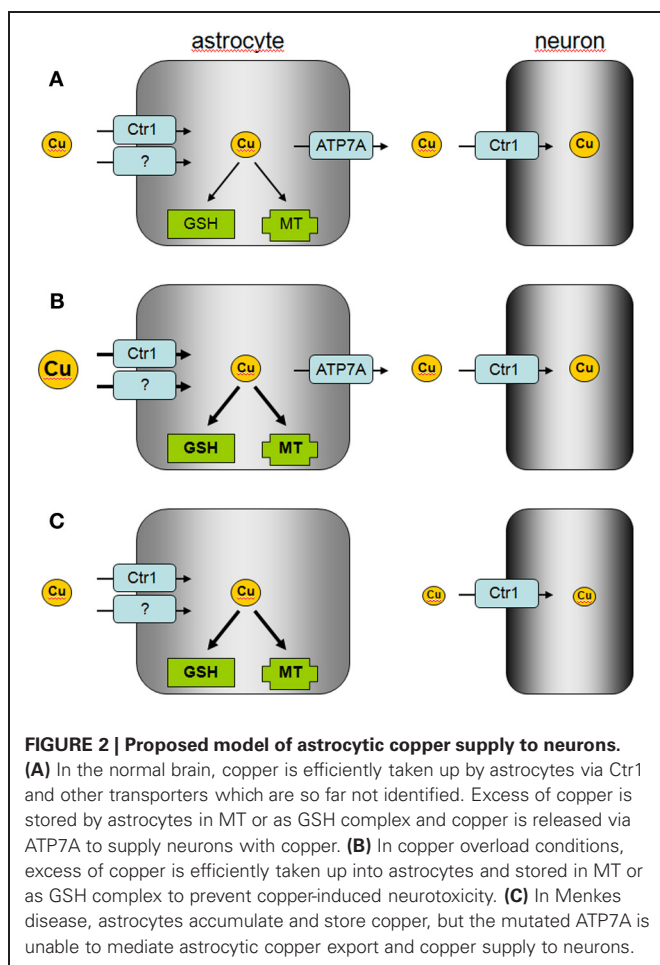 astrocyte neuron
A
Cu Ctr1 ? Cu ATP7A Cu Ctr1 Cu
GSH MT
B
Cu Ctr1 ? Cu ATP7A Cu Ctr1 Cu
GSH MT
C
Cu Ctr1 ? Cu Cu Ctr1 Cu
GSH MT
FIGURE 2 | Proposed model of astrocytic copper supply to neurons.
(A) In the normal brain, copper is efficiently taken up by astrocytes via Ctr1
and other transporters which are so far not identified. Excess of copper is
stored by astrocytes in MT or as GSH complex and copper is released via
ATP7A to supply neurons with copper. (B) In copper overload conditions,
excess of copper is efficiently taken up into astrocytes and stored in MT or
as GSH complex to prevent copper-induced neurotoxicity. (C) In Menkes
disease, astrocytes accumulate and store copper, but the mutated ATP7A is
unable to mediate astrocytic copper export and copper supply to neurons.